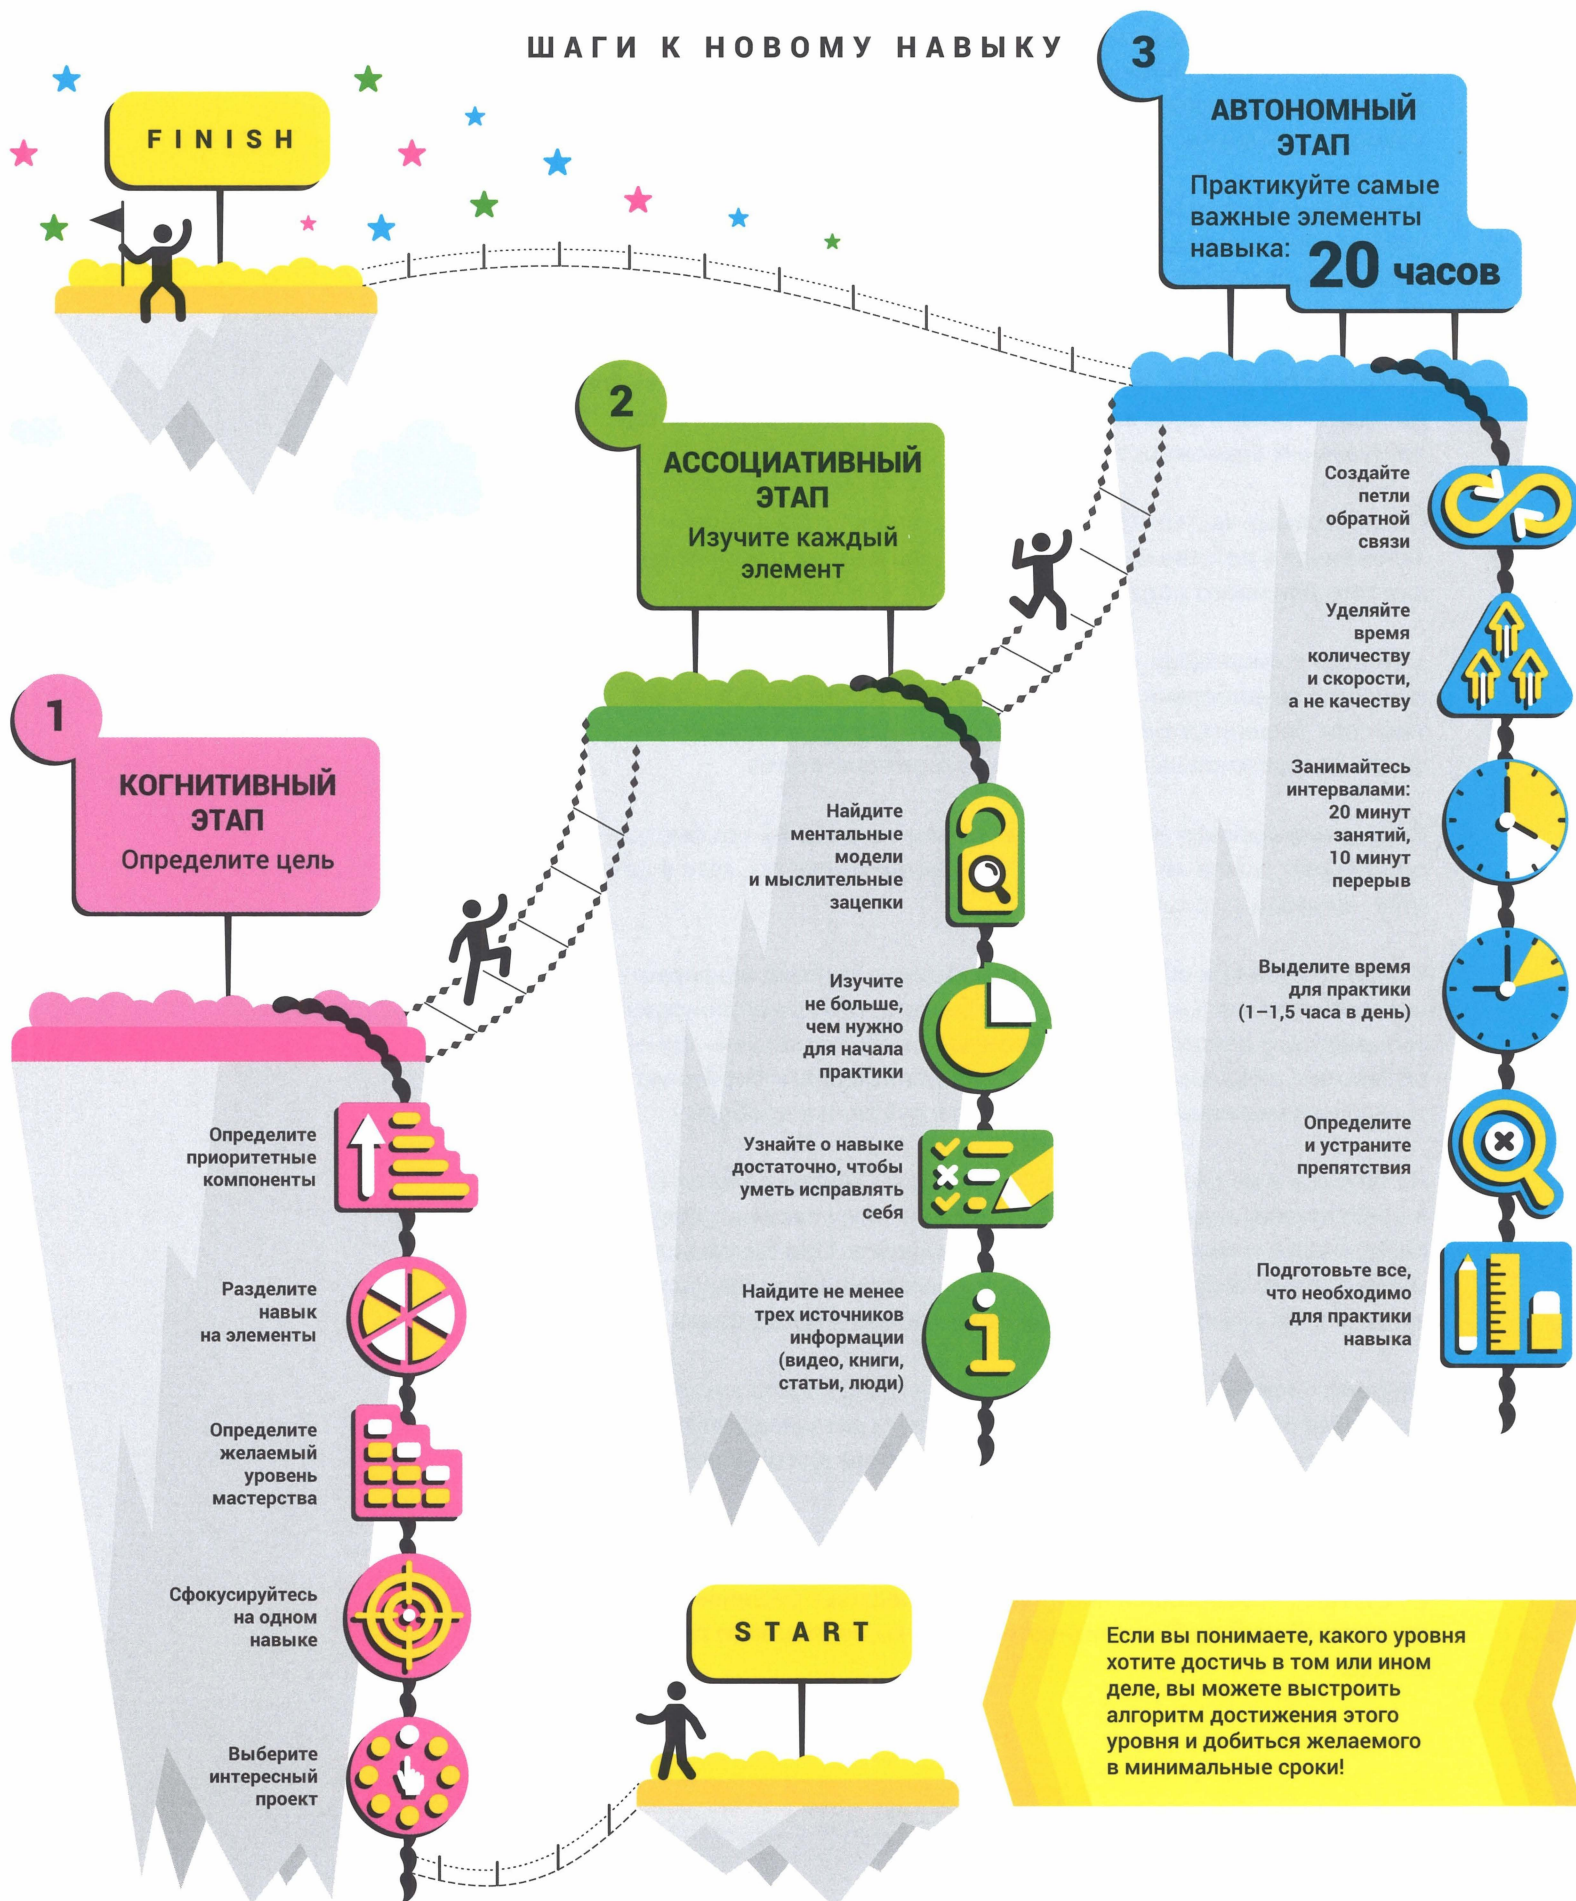 ШАГИ К НОВОМУ НАВЫКУ
FINISH
3
АВТОНОМНЫЙ
ЭТАП
Практикуйте самые
важные элементы
навыка:
20 часов
Создайте
петли
обратной
связи
Уделяйте
время
количеству
и скорости,
а не качеству
Занимайтесь
интервалами:
20 минут
занятий,
10 минут
перерыв
Выделите время
для практики
(1–1,5 часа в день)
Определите
и устраните
препятствия
Подготовьте все,
что необходимо
для практики
навыка
2
АССОЦИАТИВНЫЙ
ЭТАП
Изучите каждый
элемент
Найдите
ментальные
модели
и мыслительные
зацепки
Изучите
не больше,
чем нужно
для начала
практики
Узнайте о навыке
достаточно, чтобы
уметь исправлять
себя
Найдите не менее
трех источников
информации
(видео, книги,
статьи, люди)
1
КОГНИТИВНЫЙ
ЭТАП
Определите цель
Определите
приоритетные
компоненты
Разделите
навык
на элементы
Определите
желаемый
уровень
мастерства
Сфокусируйтесь
на одном
навыке
Выберите
интересный
проект
START
Если вы понимаете, какого уровня
хотите достичь в том или ином
деле, вы можете выстроить
алгоритм достижения этого
уровня и добиться желаемого
в минимальные сроки!